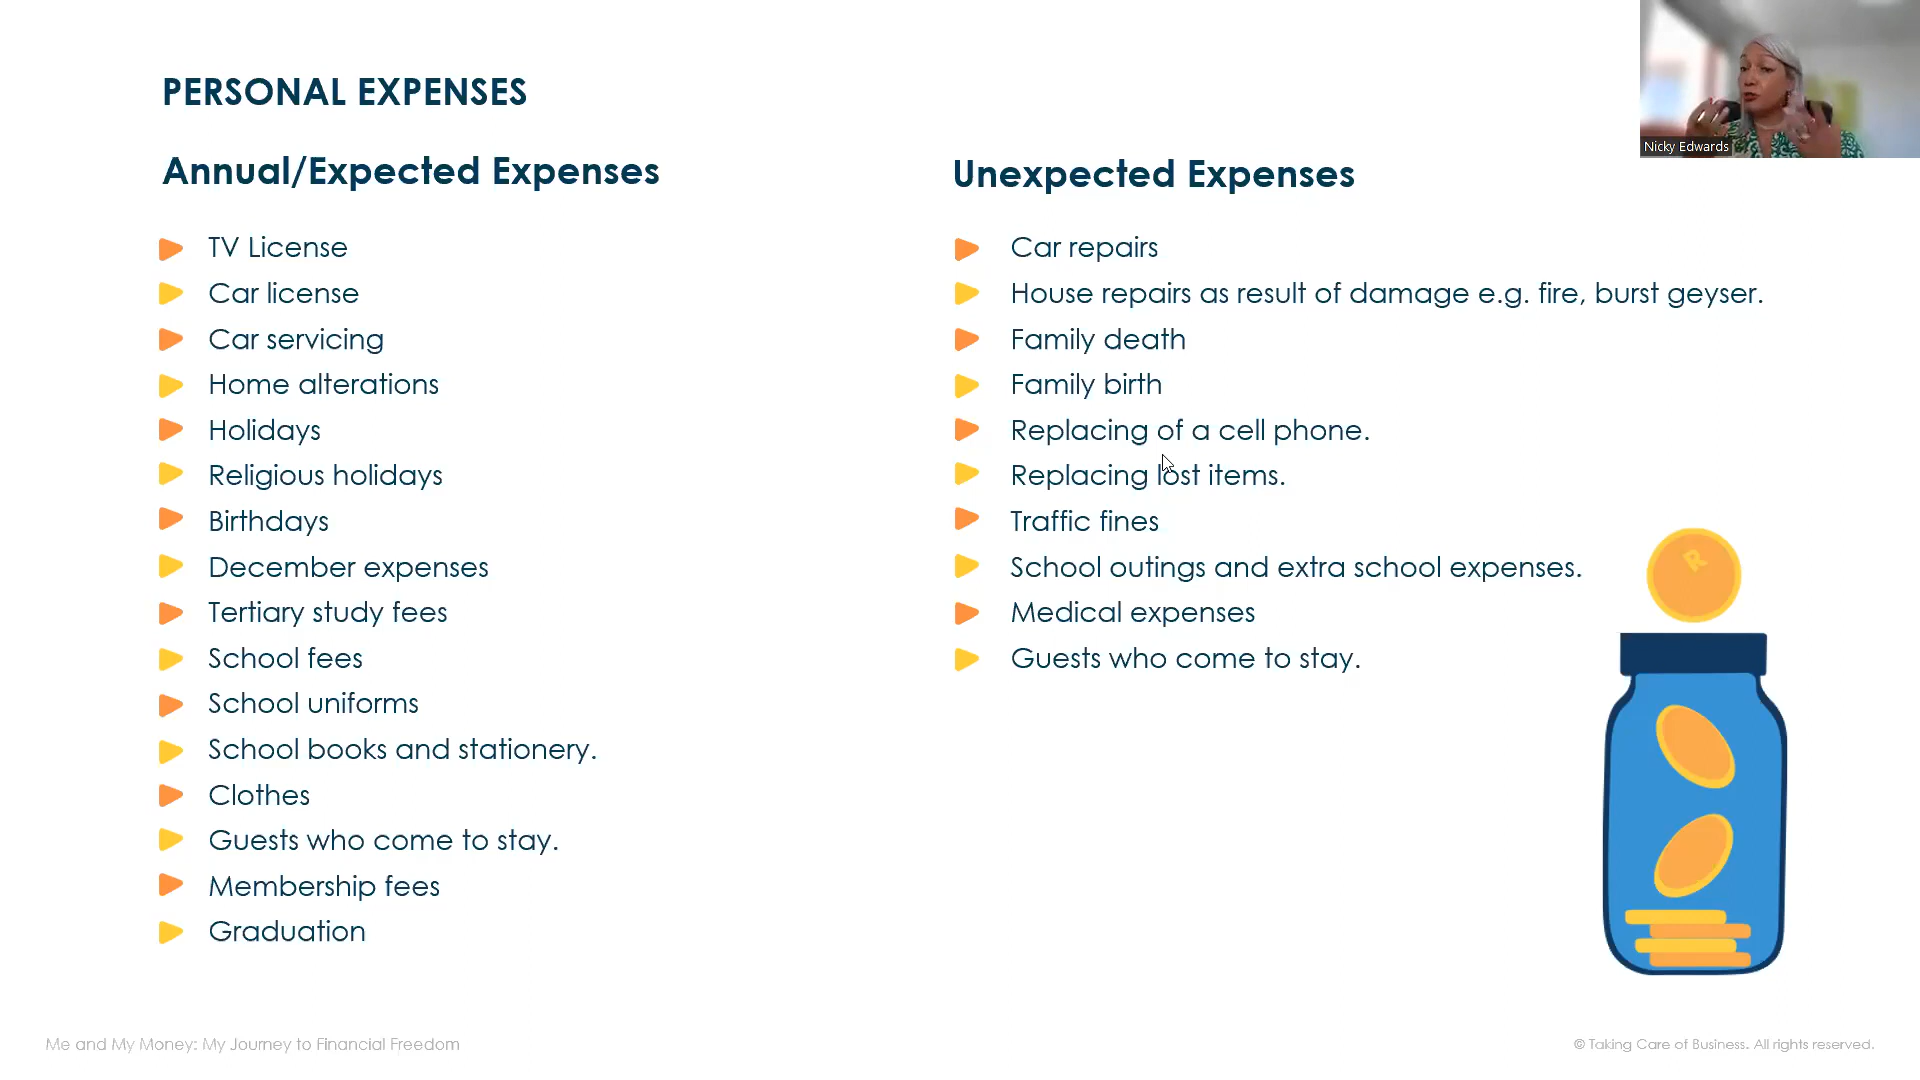 PERSONAL EXPENSES
Annual/Expected Expenses
TV License
Car license
Car servicing
Home alterations
Holidays
Religious holidays
Birthdays
December expenses
Tertiary study fees
School fees
School uniforms
School books and stationery.
Clothes
Guests who come to stay.
Membership fees
Graduation
Unexpected Expenses
Car repairs
House repairs as result of damage e.g. fire, burst geyser.
Family death
Family birth
Replacing of a cell phone.
Replacing lost items.
Traffic fines
School outings and extra school expenses.
Medical expenses
Guests who come to stay.
R
Nicky Edwards
Me and My Money: My Journey to Financial Freedom
© Taking Care of Business. All rights reserved.